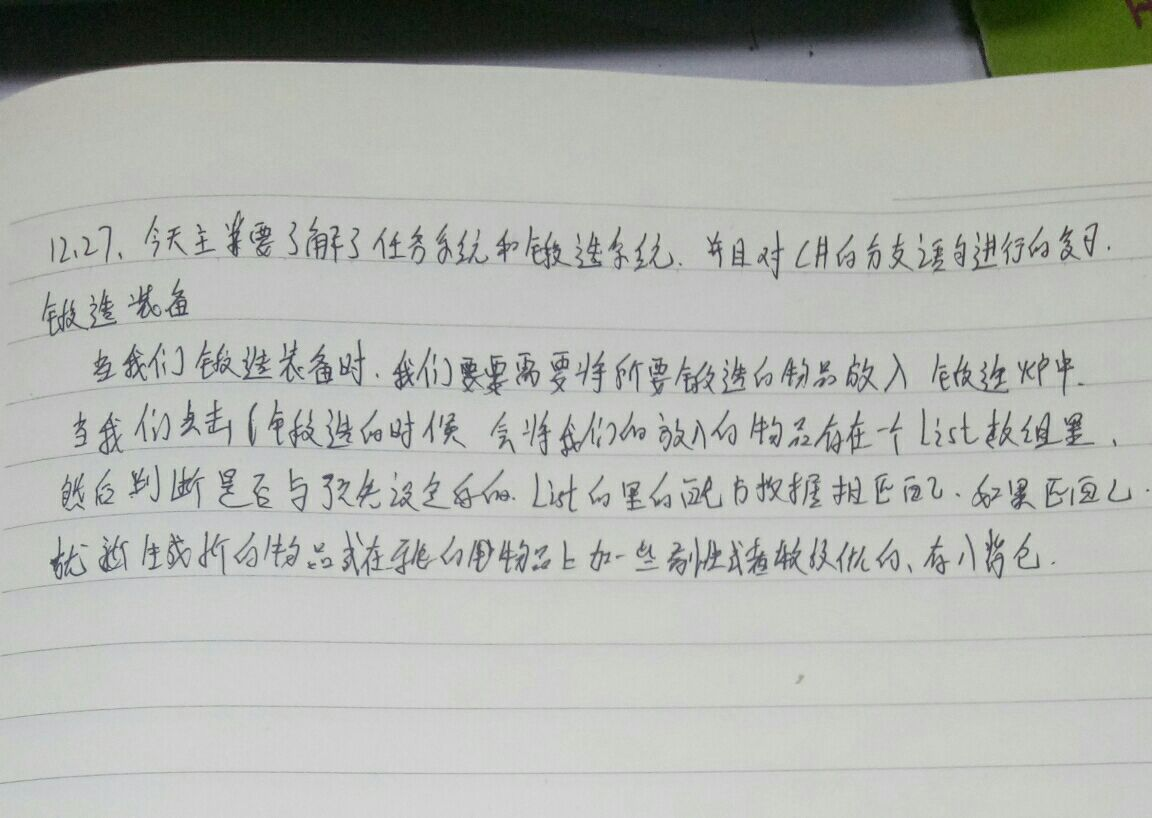 12.27、今天主要了解了任务系统和锻造系统.并且对C#的分支语句进行的复习.
锻造装备
当我们锻造装备时.我们要需要将所要锻造的物品放入锻造炉中.
当我们点击锻造的时候 会将我们的放入的物品存在一个List数组里,
然后判断是否与预先设定好的.List的里的配方数据相匹配.如果匹配.
就 生成新的物品或在 的物品上加一些属性或者 的、存入背包.